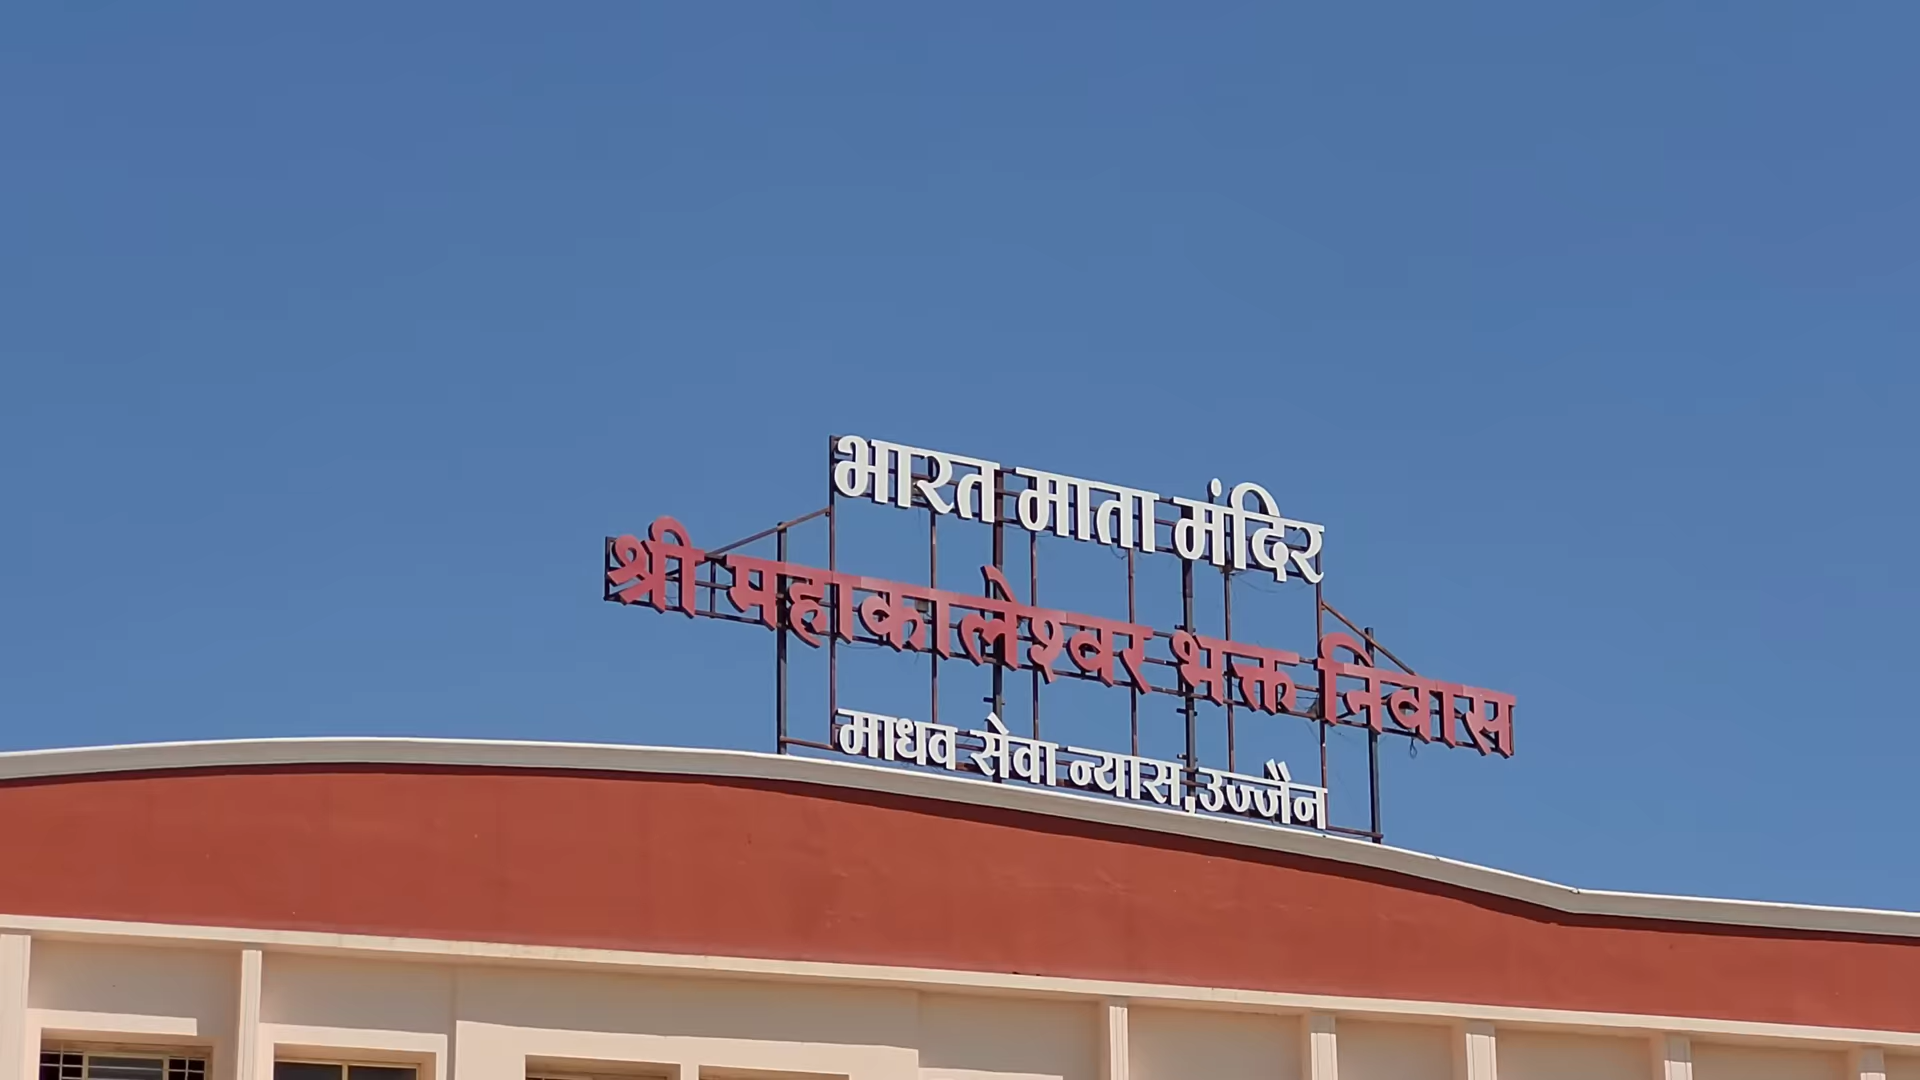 भारत माता मंदिर
श्री महाकालेश्वर भक्त निवास
माधव सेवा न्यास, उज्जैन